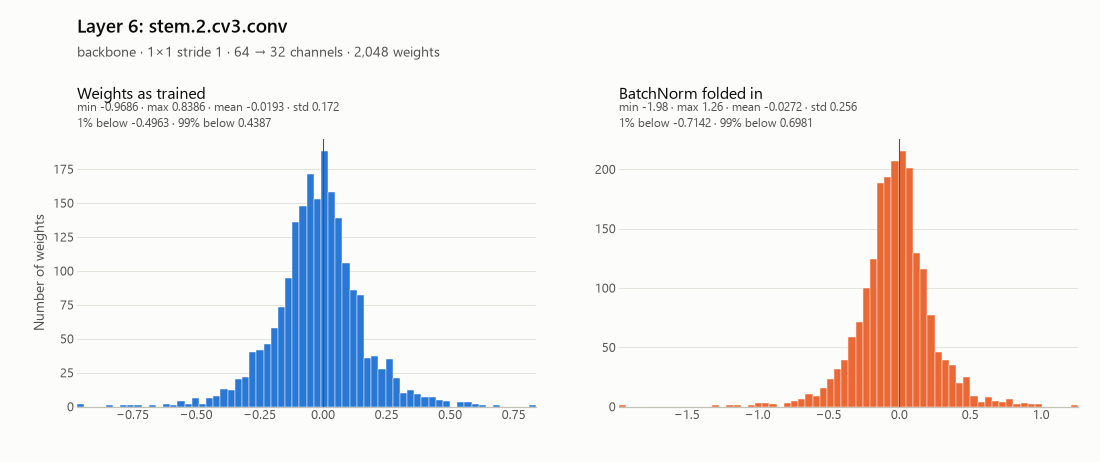 Layer 6: stem.2.cv3.conv
backbone · 1×1 stride 1 · 64 → 32 channels · 2,048 weights
Weights as trained
min -0.9686 · max 0.8386 · mean -0.0193 · std 0.172
1% below -0.4963 · 99% below 0.4387
Number of weights
175
150
125
100
75
50
25
0
−0.75
−0.50
−0.25
0.00
0.25
0.50
0.75
BatchNorm folded in
min -1.98 · max 1.26 · mean -0.0272 · std 0.256
1% below -0.7142 · 99% below 0.6981
200
150
100
50
0
−1.5
−1.0
−0.5
0.0
0.5
1.0